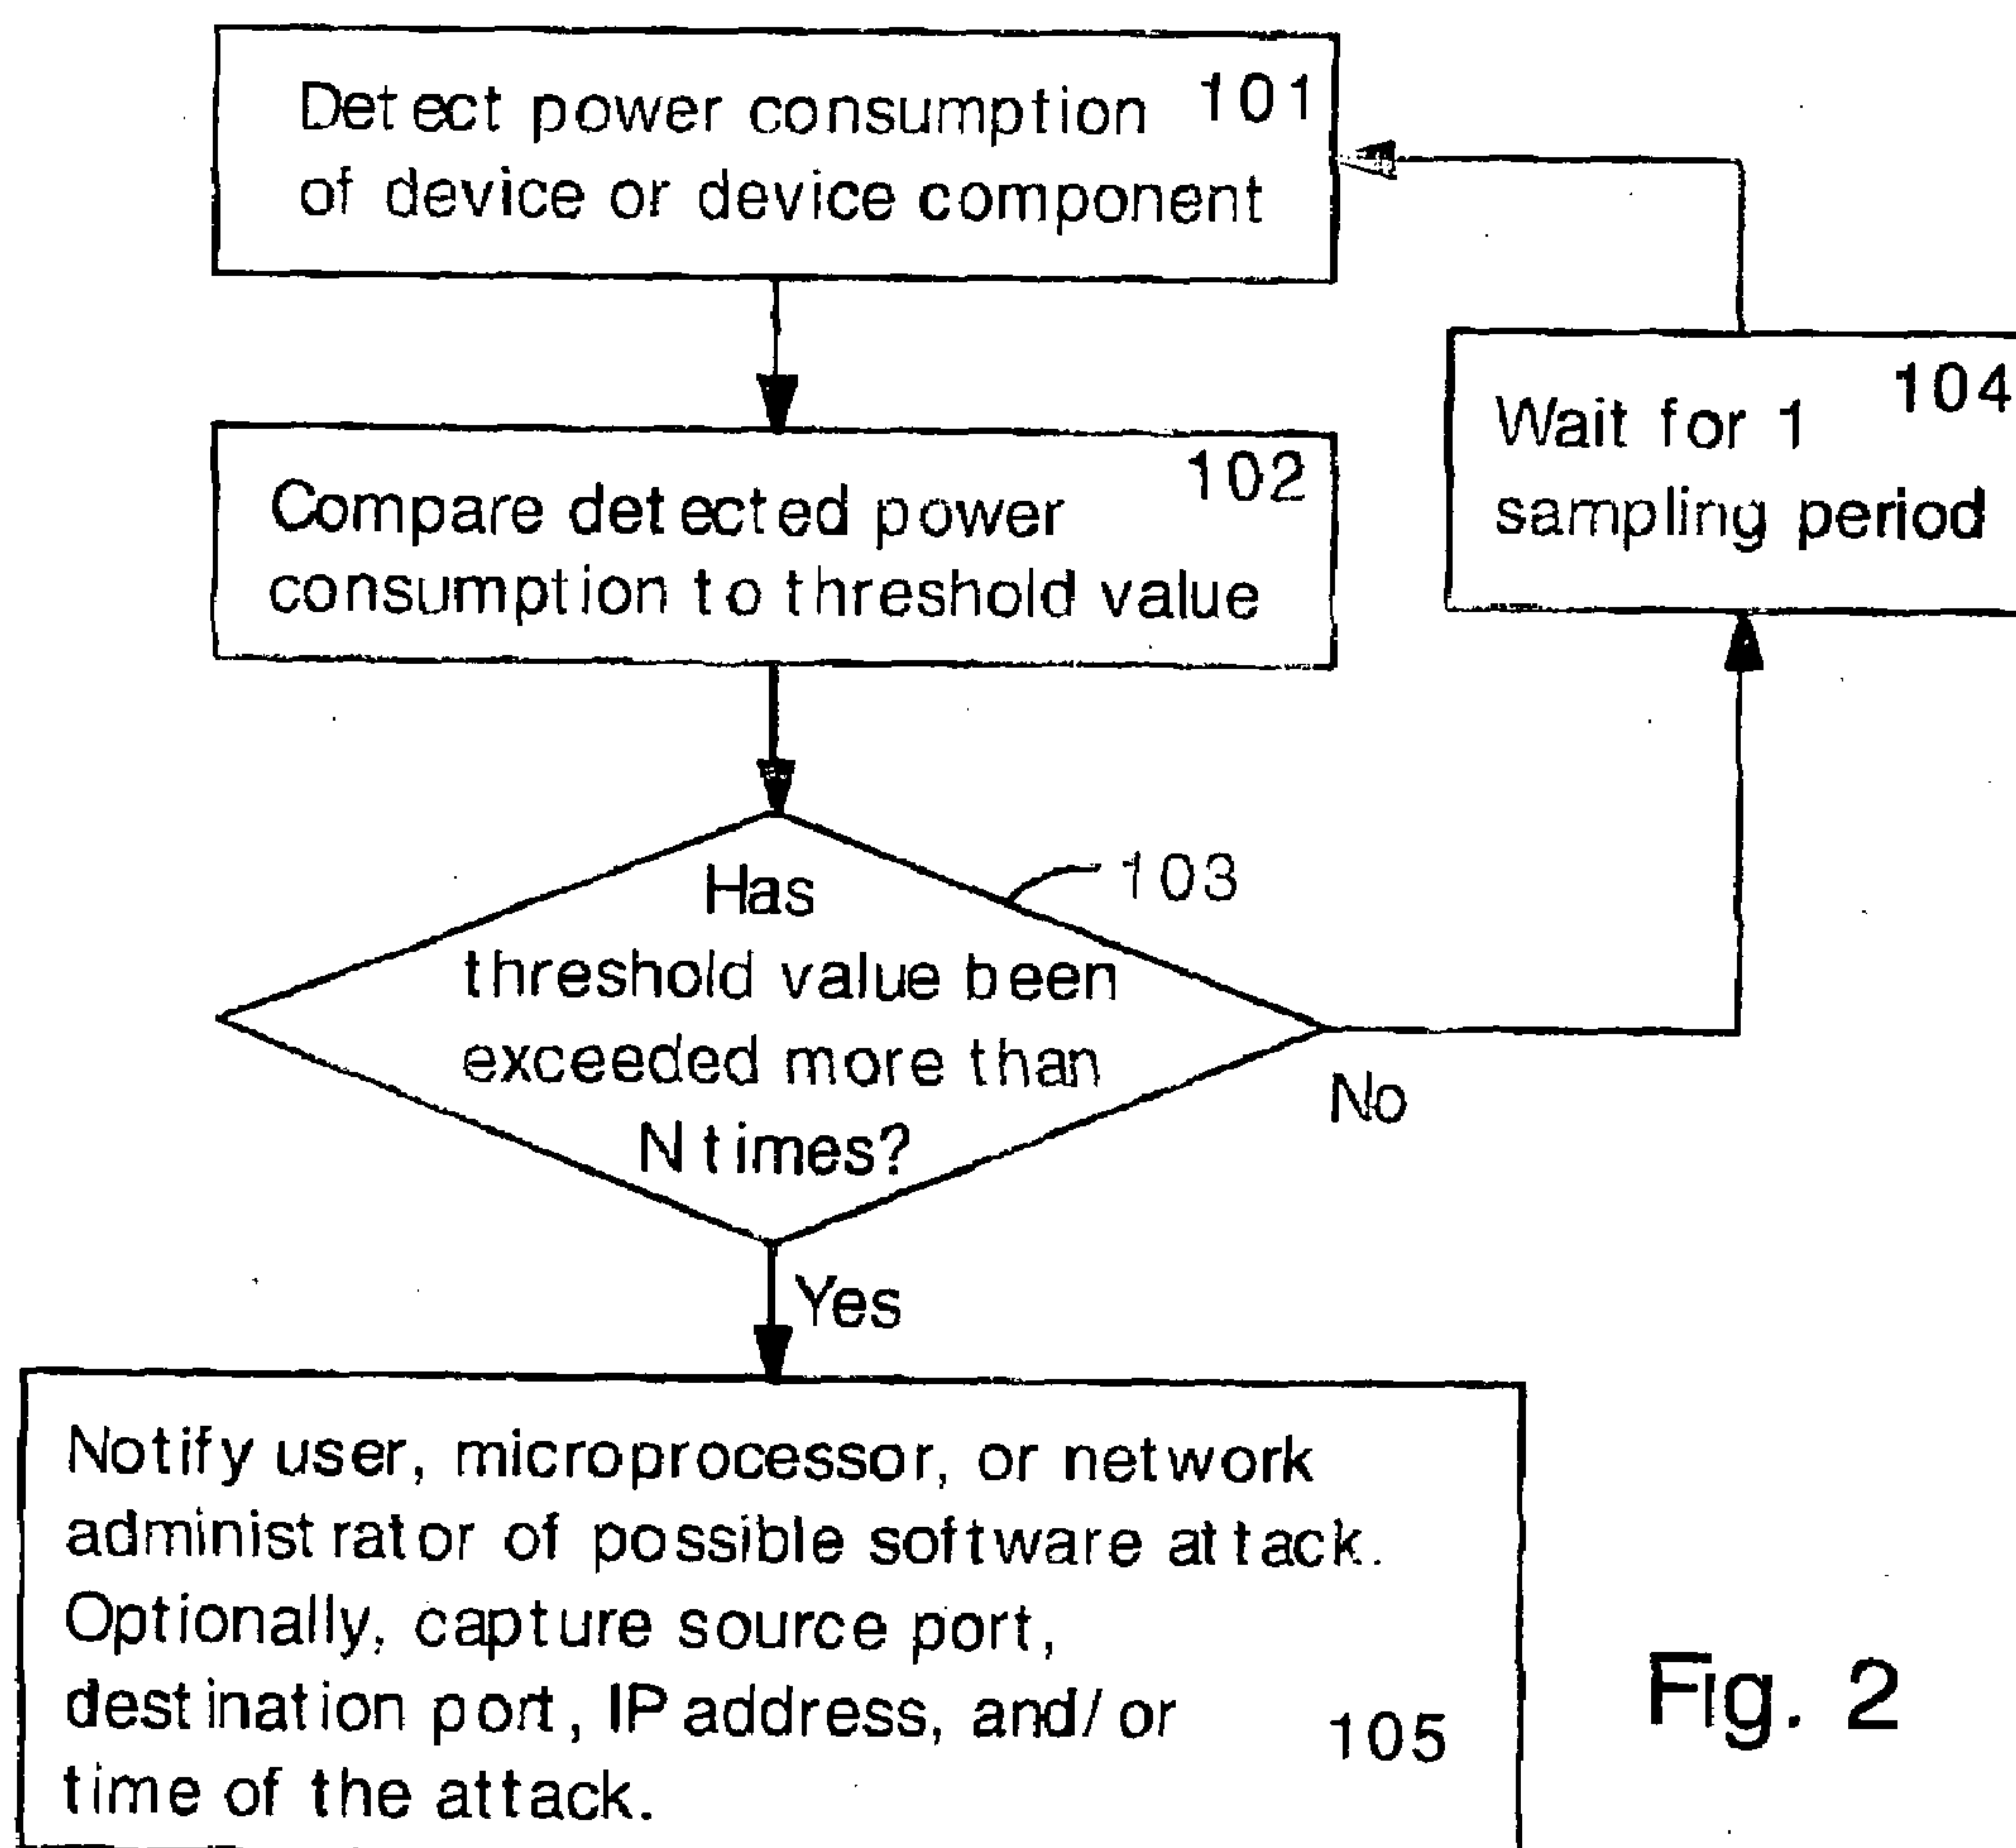 Detect power consumption 101
of device or device component
Compare detected power 102
consumption to threshold value
Has
threshold value been
exceeded more than
N times?
103
No
Wait for 1 104
sampling period
Yes
Notify user, microprocessor, or network
administrator of possible software attack.
Optionally, capture source port,
destination port, IP address, and/or
time of the attack.
105
Fig. 2